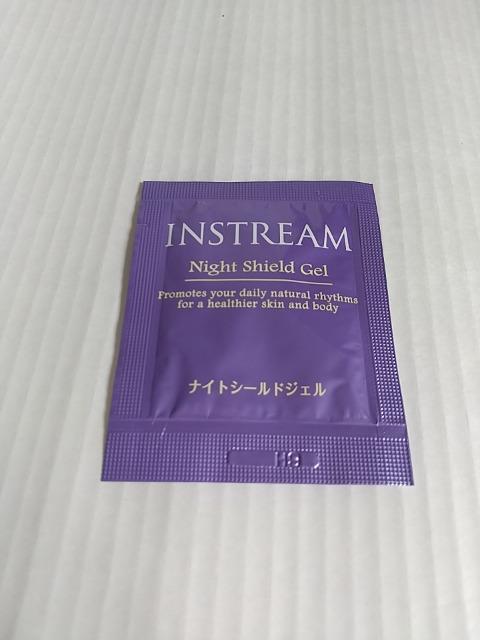 INSTREAM
Night Shield Gel
Promotes your daily natural rhythms
for a healthier skin and body
ナイトシールドジェル